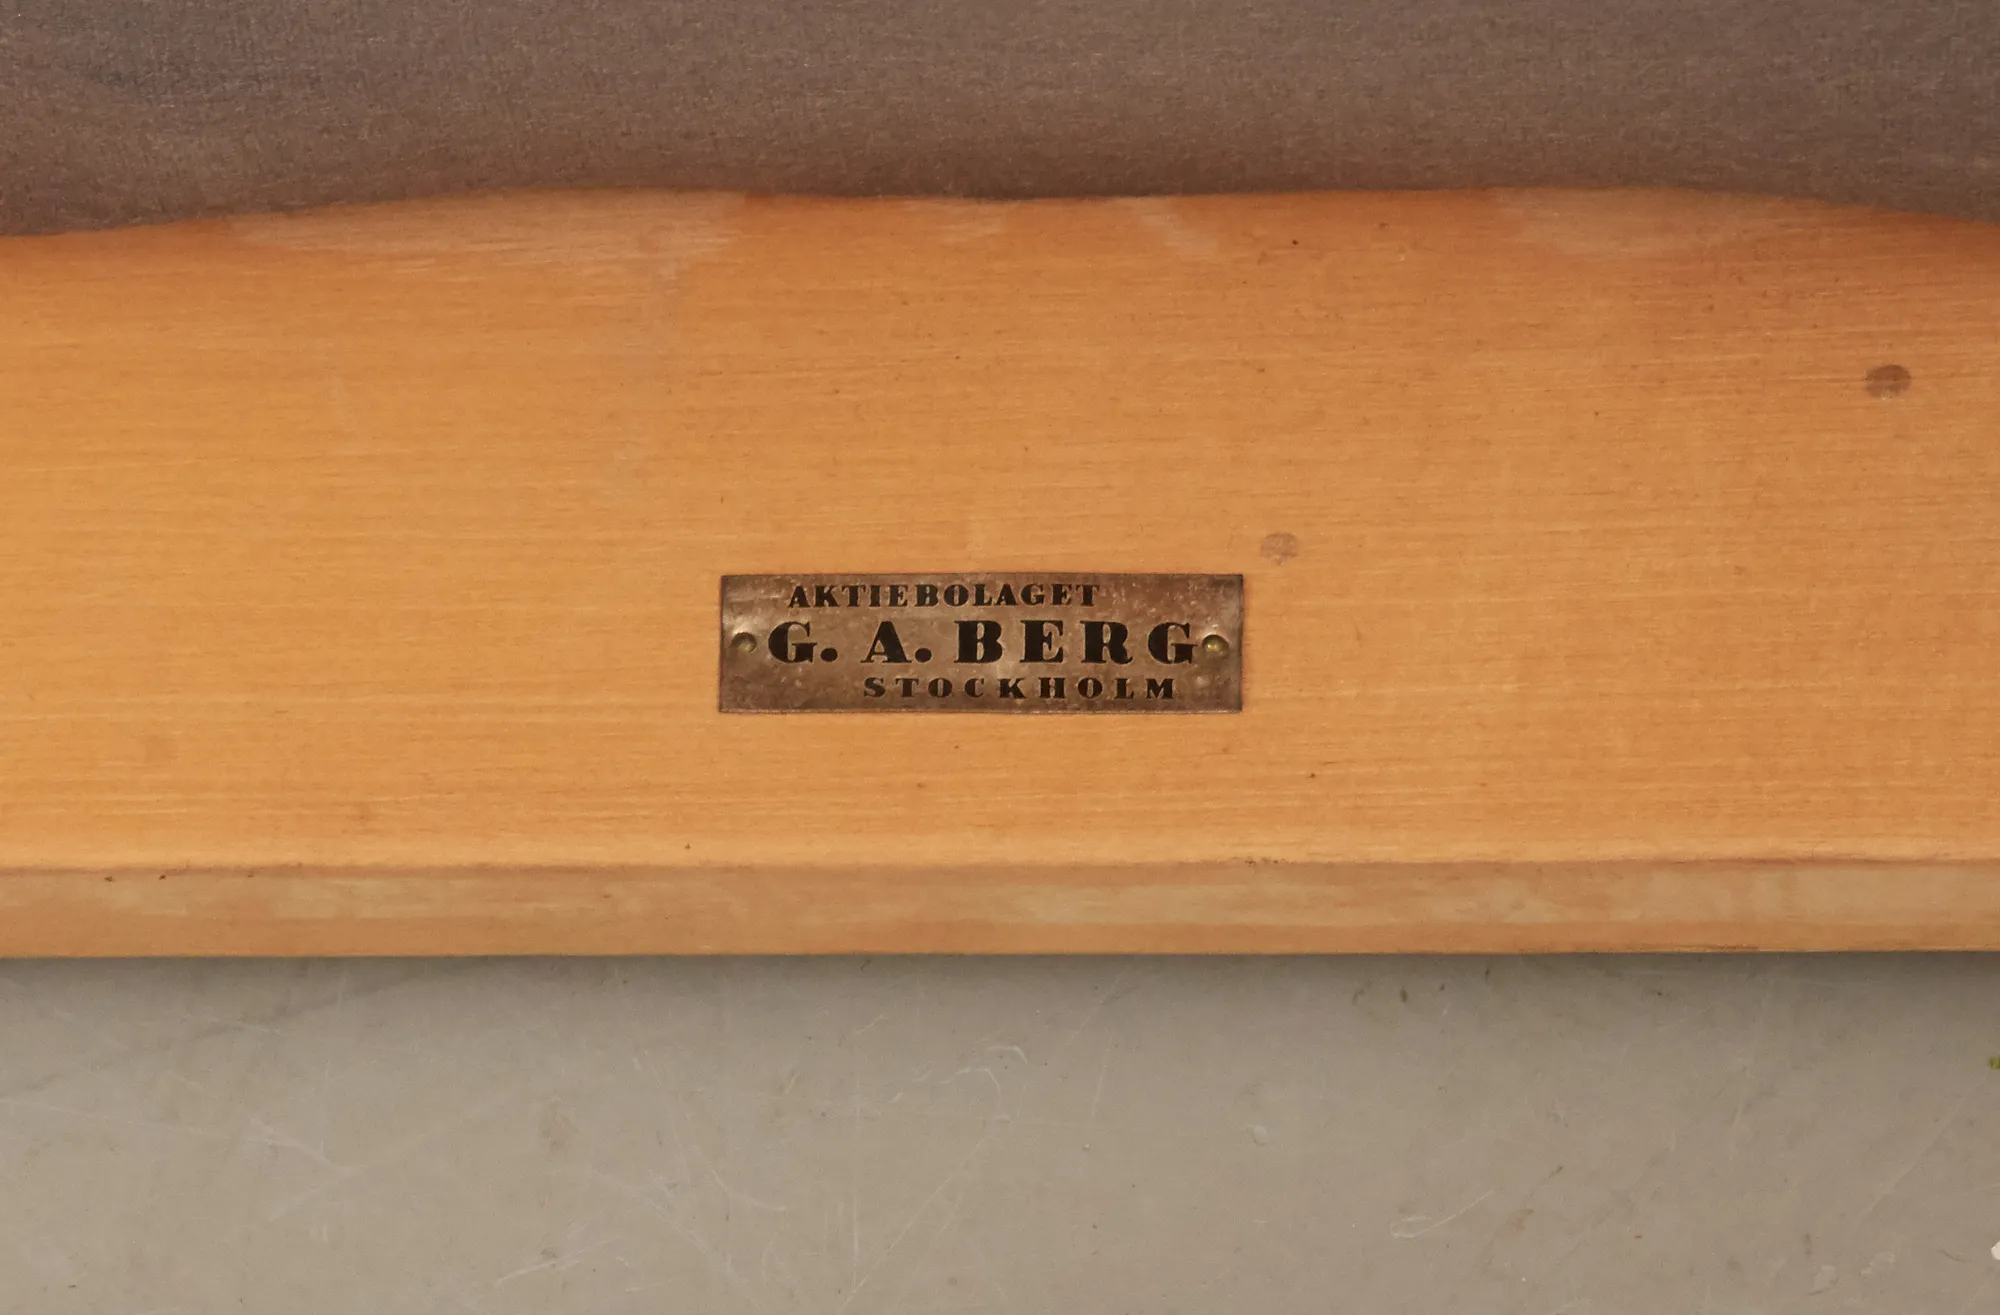 AKTIEBOLAGET
G. A. BERG
STOCKHOLM